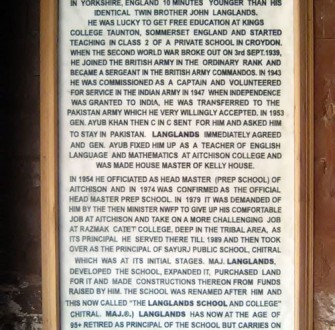 IN YORKSHIRE, ENGLAND 10 MINUTES YOUNGER THAN HIS
IDENTICAL TWIN BROTHER JOHN LANGLANDS.
HE WAS LUCKY TO GET FREE EDUCATION AT KINGS
COLLEGE TAUNTON, SOMMERSET ENGLAND AND STARTED
TEACHING IN CLASS 2 OF A PRIVATE SCHOOL IN CROYDON.
WHEN THE SECOND WORLD WAR BROKE OUT ON 3rd SEPT.1939,
HE JOINED THE BRITISH ARMY IN THE ORDINARY RANK AND
BECAME A SERGEANT IN THE BRITISH ARMY COMMANDOS. IN 1943
HE WAS COMMISSIONED AS A CAPTAIN AND VOLUNTEERED
FOR SERVICE IN THE INDIAN ARMY IN 1947 WHEN INDEPENDENCE
WAS GRANTED TO INDIA, HE WAS TRANSFERRED TO THE
PAKISTAN ARMY WHICH HE VERY WILLINGLY ACCEPTED. IN 1953
GEN. AYUB KHAN THEN C IN C SENT FOR HIM AND ASKED HIM
TO STAY IN PAKISTAN. LANGLANDS IMMEDIATELY AGREED
AND GEN. AYUB FIXED HIM UP AS A TEACHER OF ENGLISH
LANGUAGE AND MATHEMATICS AT AITCHISON COLLEGE AND
WAS MADE HOUSE MASTER OF KELLY HOUSE.
IN 1954 HE OFFICIATED AS HEAD MASTER (PREP SCHOOL) OF
AITCHISON AND IN 1974 WAS CONFIRMED AS THE OFFICIAL
HEAD MASTER PREP SCHOOL IN 1979 IT WAS DEMANDED OF
HIM BY THE THEN MINISTER NWFP TO GIVE UP HIS COMFORTABLE
JOB AT AITCHISON AND TAKE ON A MORE CHALLENGING JOB
AT RAZMAK CADET COLLEGE, DEEP IN THE TRIBAL AREA, AS
ITS PRINCIPAL HE SERVED THERE TILL 1989 AND THEN TOOK
OVER AS THE PRINCIPAL OF SAYURJ PUBLIC SCHOOL, CHITRAL
WHICH WAS AT ITS INITIAL STAGES. MAJ. LANGLANDS,
DEVELOPED THE SCHOOL, EXPANDED IT, PURCHASED LAND
FOR IT AND MADE CONSTRUCTIONS THEREON FROM FUNDS
RAISED BY HIM. THE SCHOOL WAS RENAMED AFTER HIM AND
THIS NOW CALLED "THE LANGLANDS SCHOOL AND COLLEGE"
CHITRAL. MAJ. LANGLANDS HAS NOW AT THE AGE OF
95+ RETIRED AS PRINCIPAL OF THE SCHOOL BUT CARRIES ON